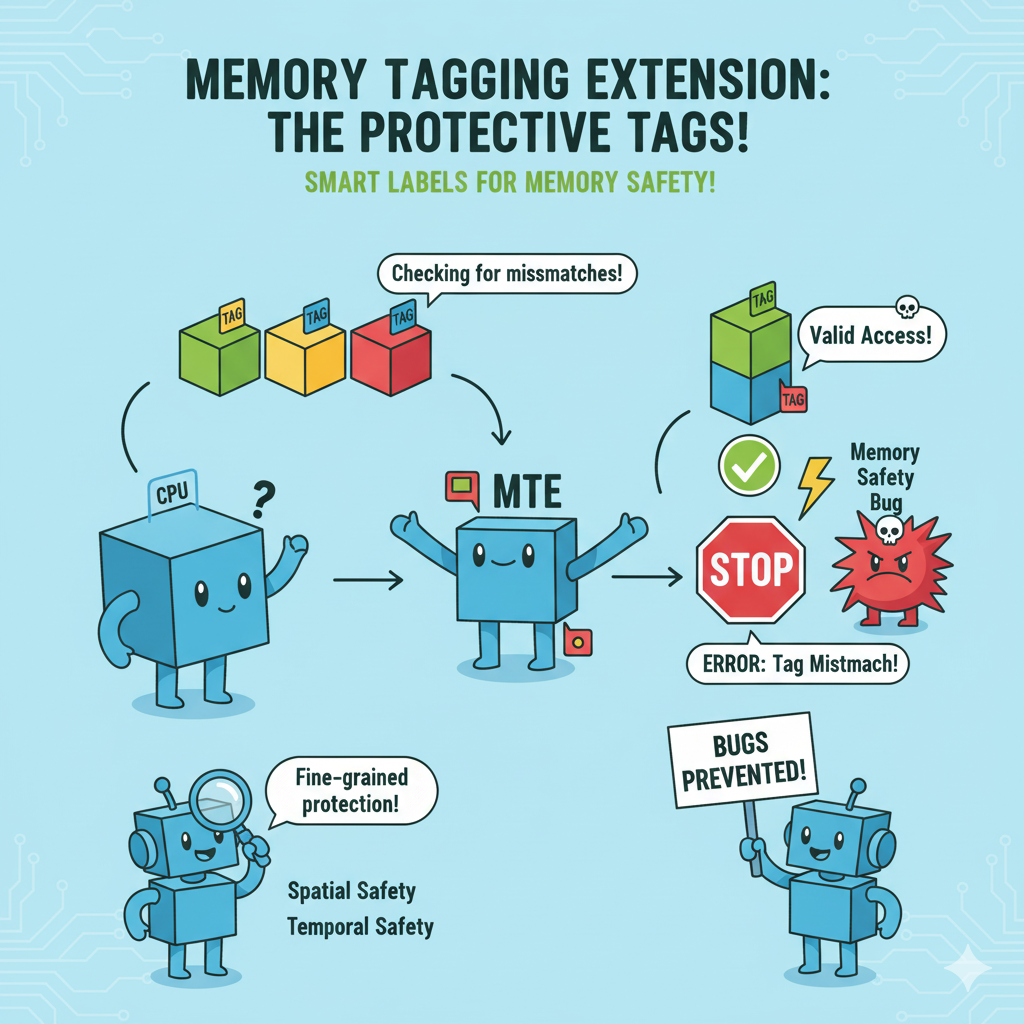 MEMORY TAGGING EXTENSION:
THE PROTECTIVE TAGS!
SMART LABELS FOR MEMORY SAFETY!
Checking for missmatches!
TAG
TAG
TAG
TAG
Valid Access!
TAG
CPU
?
MTE
Memory
Safety
Bug
STOP
ERROR: Tag Mistmach!
BUGS
PREVENTED!
Fine-grained
protection!
Spatial Safety
Temporal Safety